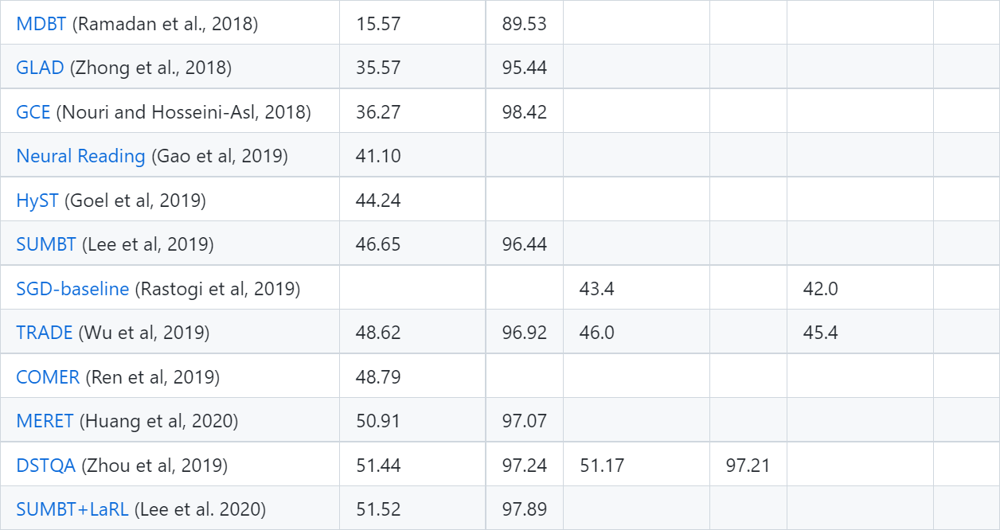 MDBT (Ramadan et al., 2018) 15.57 89.53
GLAD (Zhong et al., 2018) 35.57 95.44
GCE (Nouri and Hosseini-Asl, 2018) 36.27 98.42
Neural Reading (Gao et al, 2019) 41.10
HyST (Goel et al, 2019) 44.24
SUMBT (Lee et al, 2019) 46.65 96.44
SGD-baseline (Rastogi et al, 2019) 43.4 42.0
TRADE (Wu et al, 2019) 48.62 96.92 46.0 45.4
COMER (Ren et al, 2019) 48.79
MERET (Huang et al, 2020) 50.91 97.07
DSTQA (Zhou et al, 2019) 51.44 97.24 51.17 97.21
SUMBT+LaRL (Lee et al. 2020) 51.52 97.89